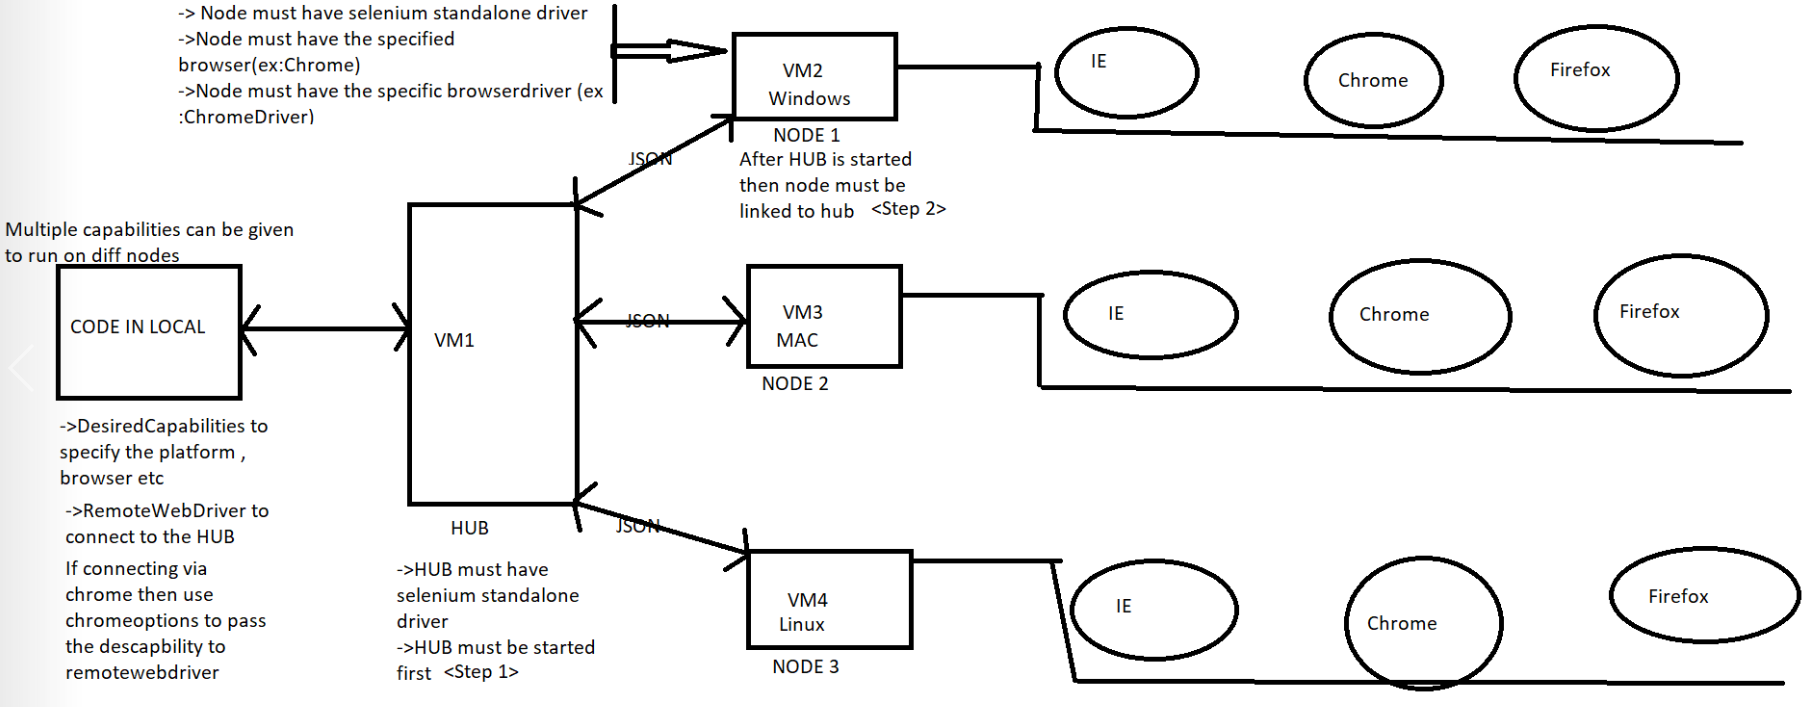 -> Node must have selenium standalone driver
->Node must have the specified
browser(ex:Chrome)
->Node must have the specific browserdriver (ex
:ChromeDriver)
VM2
Windows
NODE 1
After HUB is started
then node must be
linked to hub <Step 2>
IE
Chrome
Firefox
JSON
Multiple capabilities can be given
to run on diff nodes
CODE IN LOCAL
->DesiredCapabilities to
specify the platform ,
browser etc
->RemoteWebDriver to
connect to the HUB
If connecting via
chrome then use
chromeoptions to pass
the descapbility to
remotewebdriver
VM1
HUB
->HUB must have
selenium standalone
driver
->HUB must be started
first <Step 1>
JSON
VM3
MAC
NODE 2
IE
Chrome
Firefox
JSON
VM4
Linux
NODE 3
IE
Chrome
Firefox